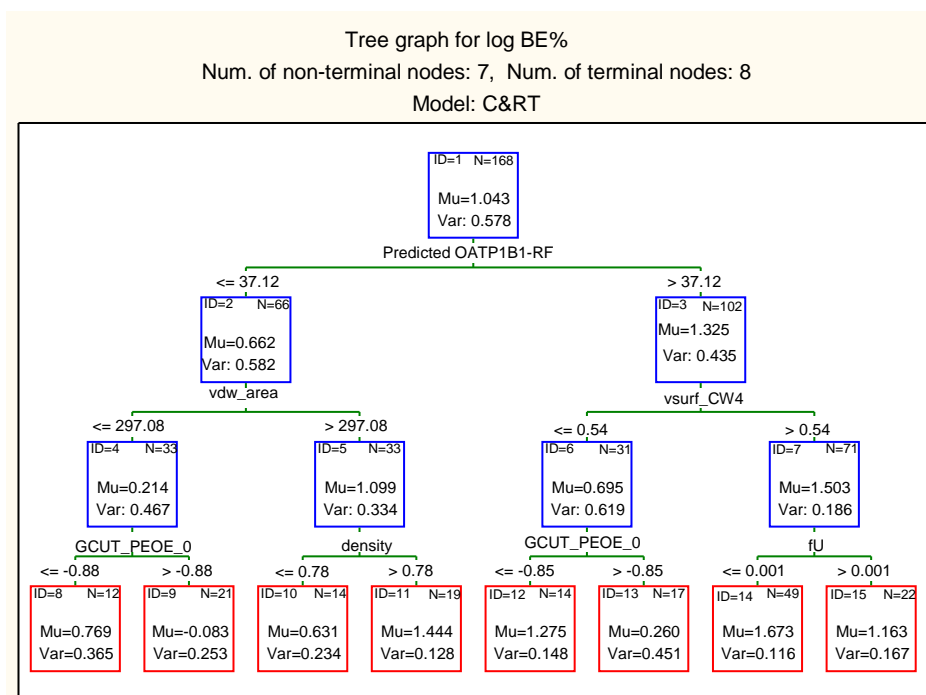 Tree graph for log BE%
Num. of non-terminal nodes: 7, Num. of terminal nodes: 8
Model: C&RT
ID=1 N=168
Mu=1.043
Var: 0.578
Predicted OATP1B1-RF
<= 37.12 > 37.12
ID=2 N=66 ID=3 N=102
Mu=0.662 Mu=1.325
Var: 0.582 Var: 0.435
vdw_area vsurf_CW4
<= 297.08 > 297.08 <= 0.54 > 0.54
ID=4 N=33 ID=5 N=33 ID=6 N=31 ID=7 N=71
Mu=0.214 Mu=1.099 Mu=0.695 Mu=1.503
Var: 0.467 Var: 0.334 Var: 0.619 Var: 0.186
GCUT_PEOE_0 density GCUT_PEOE_0 fU
<= -0.88 > -0.88 <= 0.78 > 0.78 <= -0.85 > -0.85 <= 0.001 > 0.001
ID=8 N=12 ID=9 N=21 ID=10 N=14 ID=11 N=19 ID=12 N=14 ID=13 N=17 ID=14 N=49 ID=15 N=22
Mu=0.769 Mu=-0.083 Mu=0.631 Mu=1.444 Mu=1.275 Mu=0.260 Mu=1.673 Mu=1.163
Var=0.365 Var=0.253 Var=0.234 Var=0.128 Var=0.148 Var=0.451 Var=0.116 Var=0.167